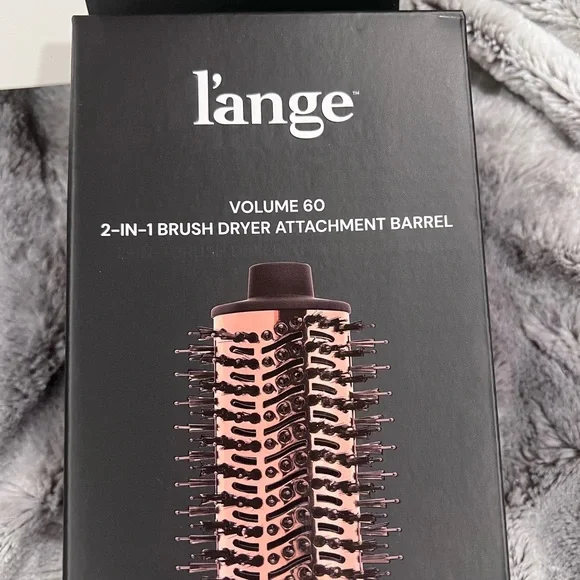 l'ange™
VOLUME 60
2-IN-1 BRUSH DRYER ATTACHMENT BARREL